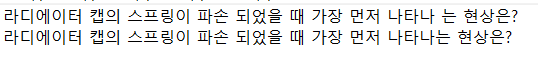 라디에이터 캡의 스프링이 파손 되었을 때 가장 먼저 나타나 는 현상은?
라디에이터 캡의 스프링이 파손 되었을 때 가장 먼저 나타나는 현상은?